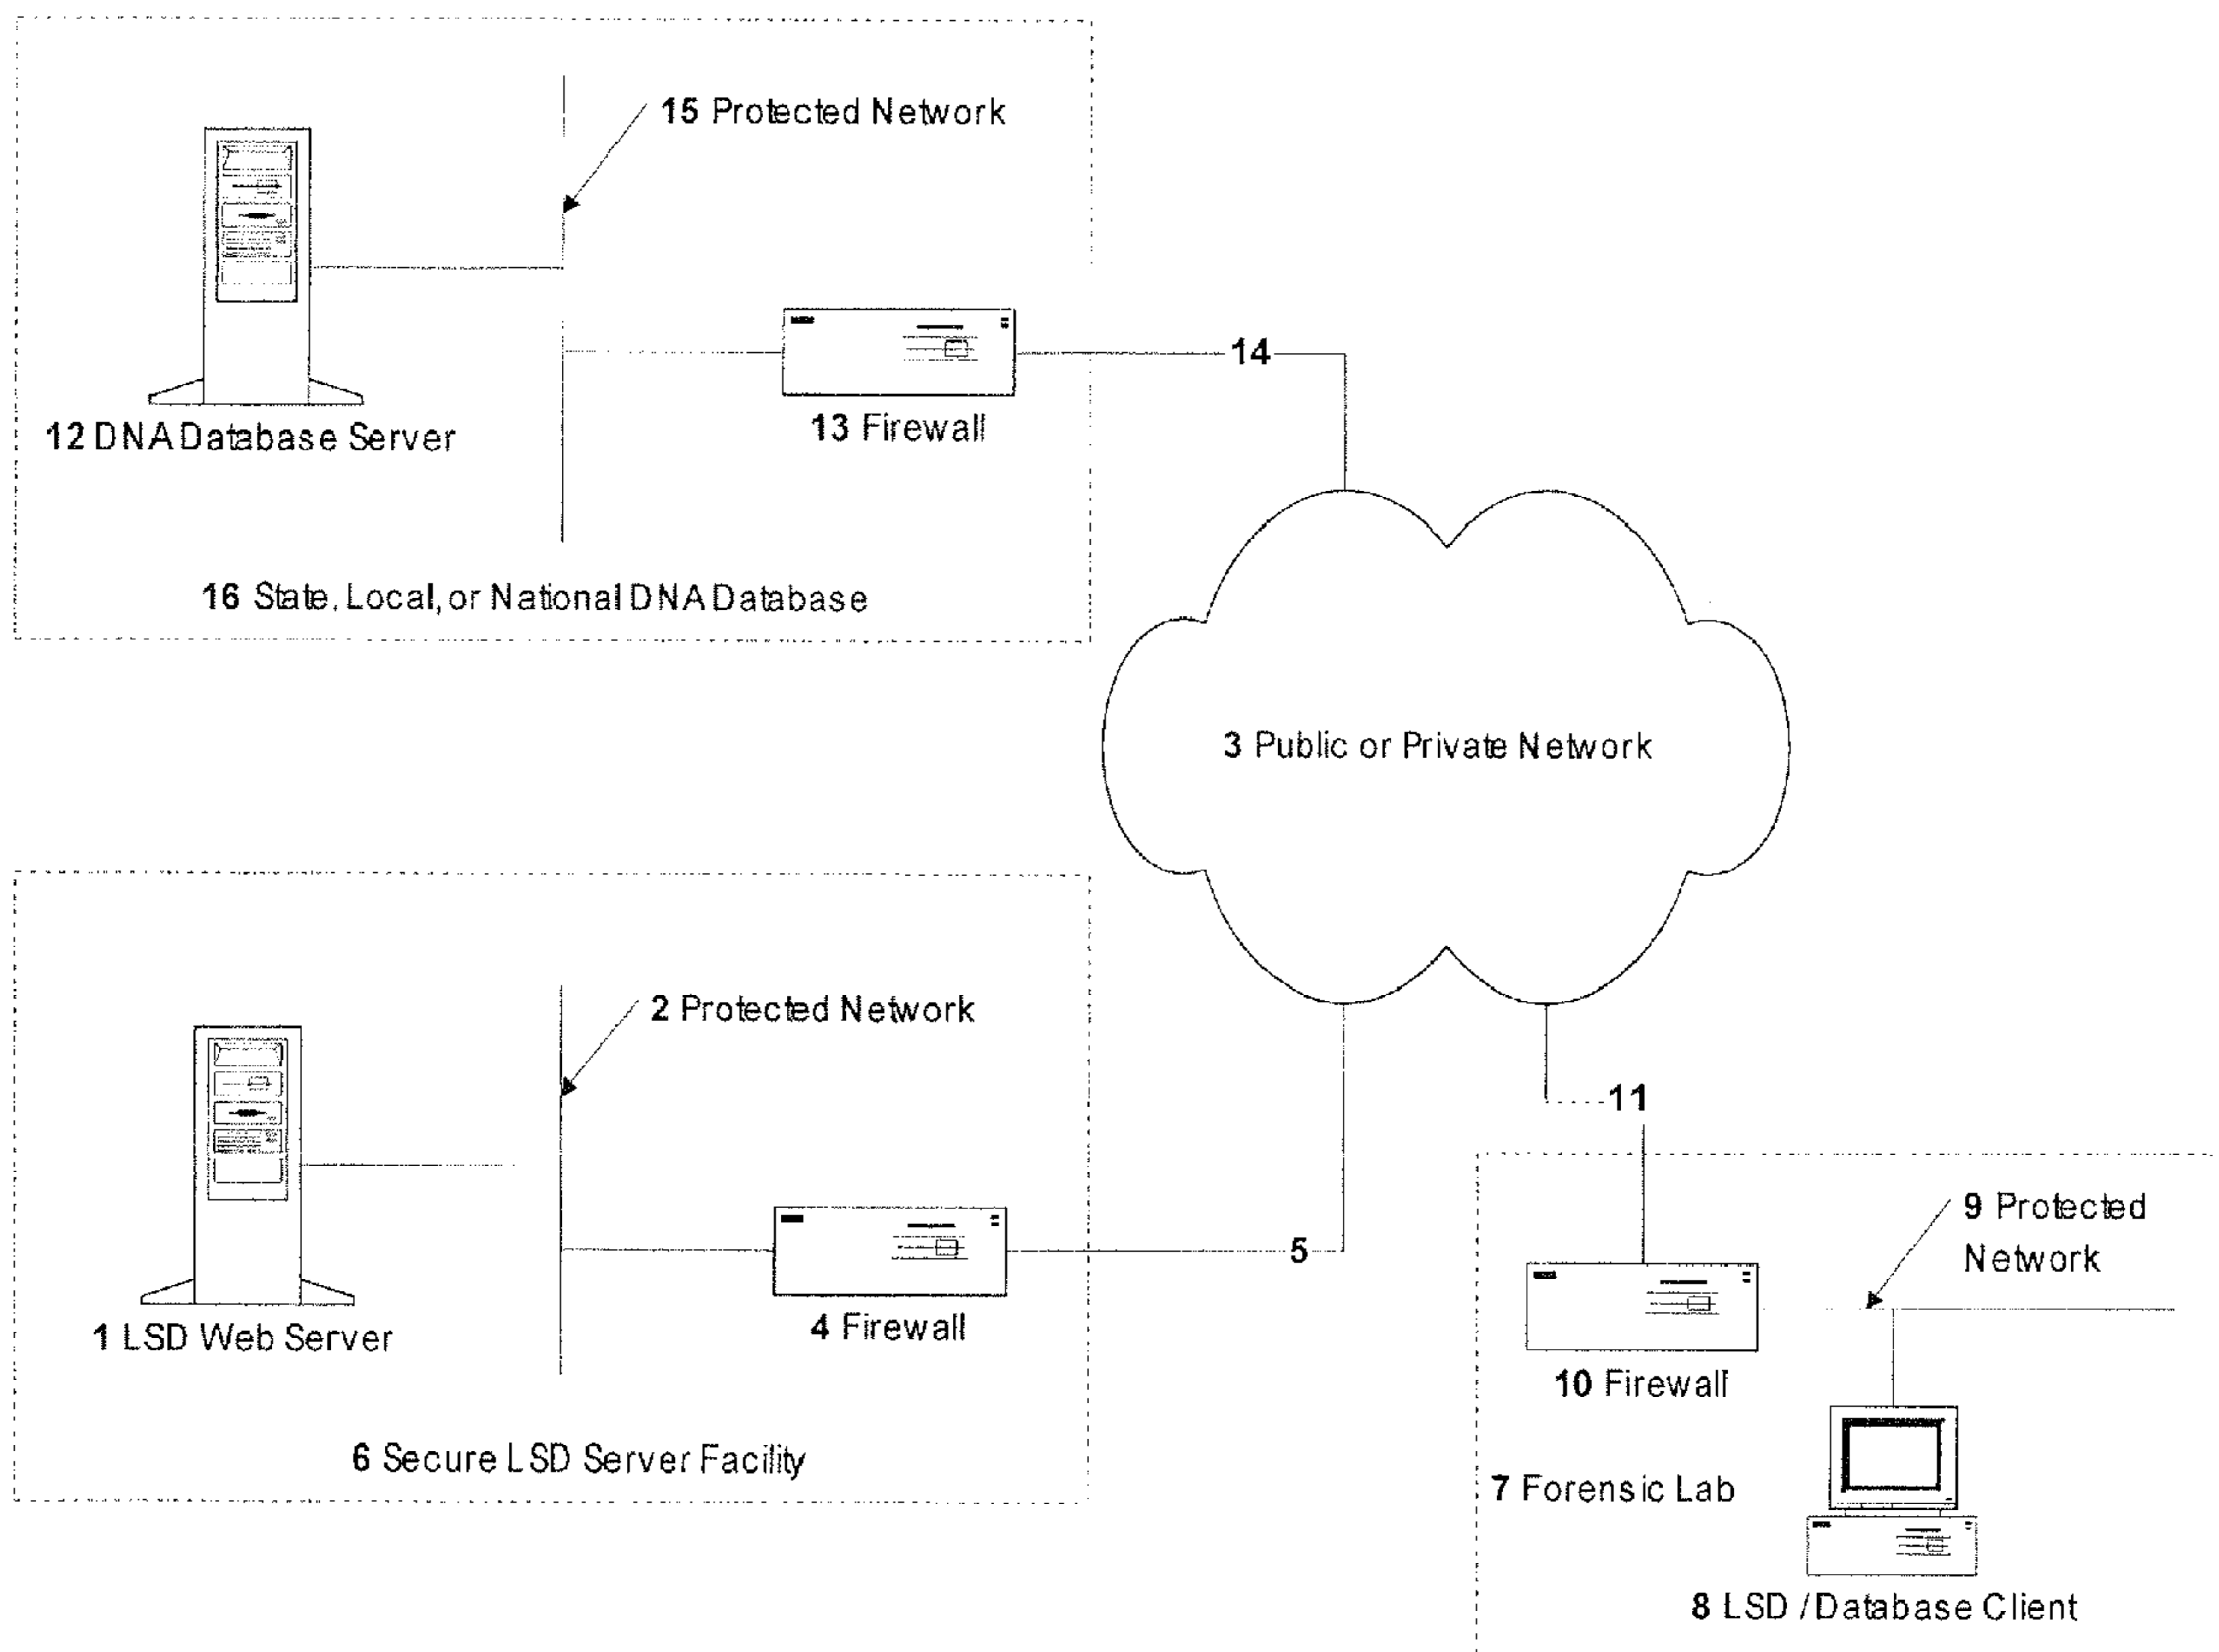 15 Protected Network
14
12 DNA Database Server
13 Firewall
16 State, Local, or National DNA Database
3 Public or Private Network
2 Protected Network
11
9 Protected
Network
5
1 LSD Web Server
4 Firewall
10 Firewall
6 Secure LSD Server Facility
7 Forensic Lab
8 LSD / Database Client